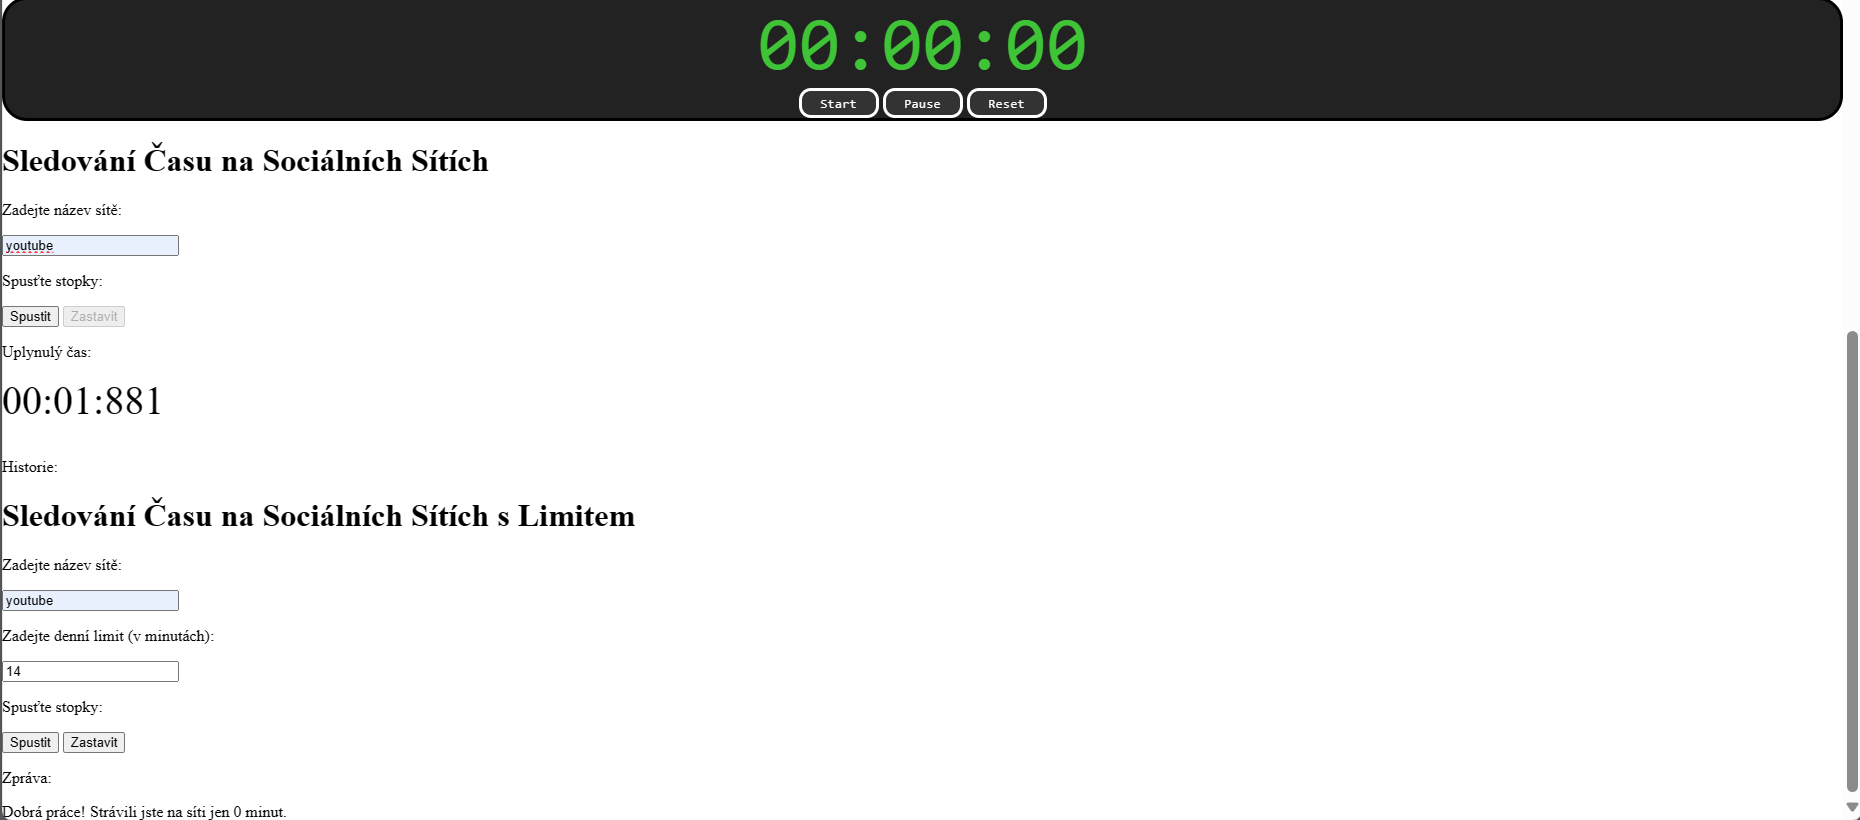 00:00:00
Start Pause Reset
Sledování Času na Sociálních Sítích
Zadejte název sítě:
youtube
Spusťte stopky:
Spustit Zastavit
Uplynulý čas:
00:01:881
Historie:
Sledování Času na Sociálních Sítích s Limitem
Zadejte název sítě:
youtube
Zadejte denní limit (v minutách):
14
Spusťte stopky:
Spustit Zastavit
Zpráva:
Dobrá práce! Strávili jste na síti jen 0 minut.